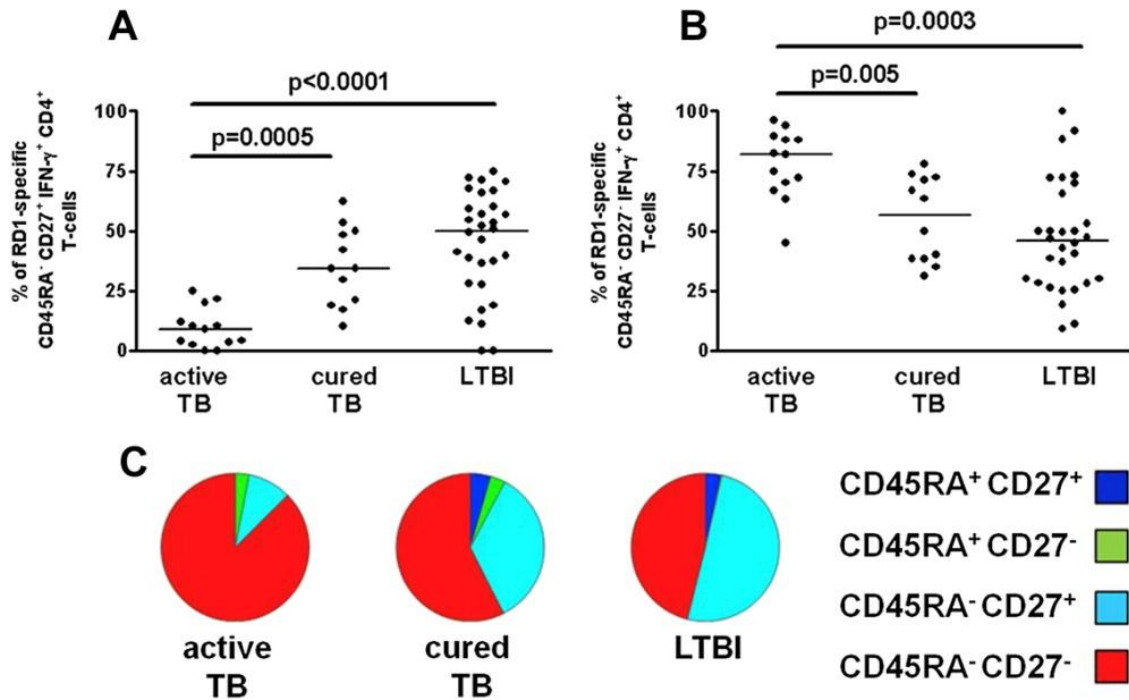 A
p<0.0001
p=0.0005
% of RD1-specific
CD45RA⁻ CD27⁺ IFN-γ⁺ CD4⁺
T-cells
100
75
50
25
0
active
TB
cured
TB
LTBI
B
p=0.0003
p=0.005
% of RD1-specific
CD45RA⁻ CD27⁻ IFN-γ⁺ CD4⁺
T-cells
100
75
50
25
0
active
TB
cured
TB
LTBI
C
active
TB
cured
TB
LTBI
CD45RA⁺ CD27⁺
CD45RA⁺ CD27⁻
CD45RA⁻ CD27⁺
CD45RA⁻ CD27⁻